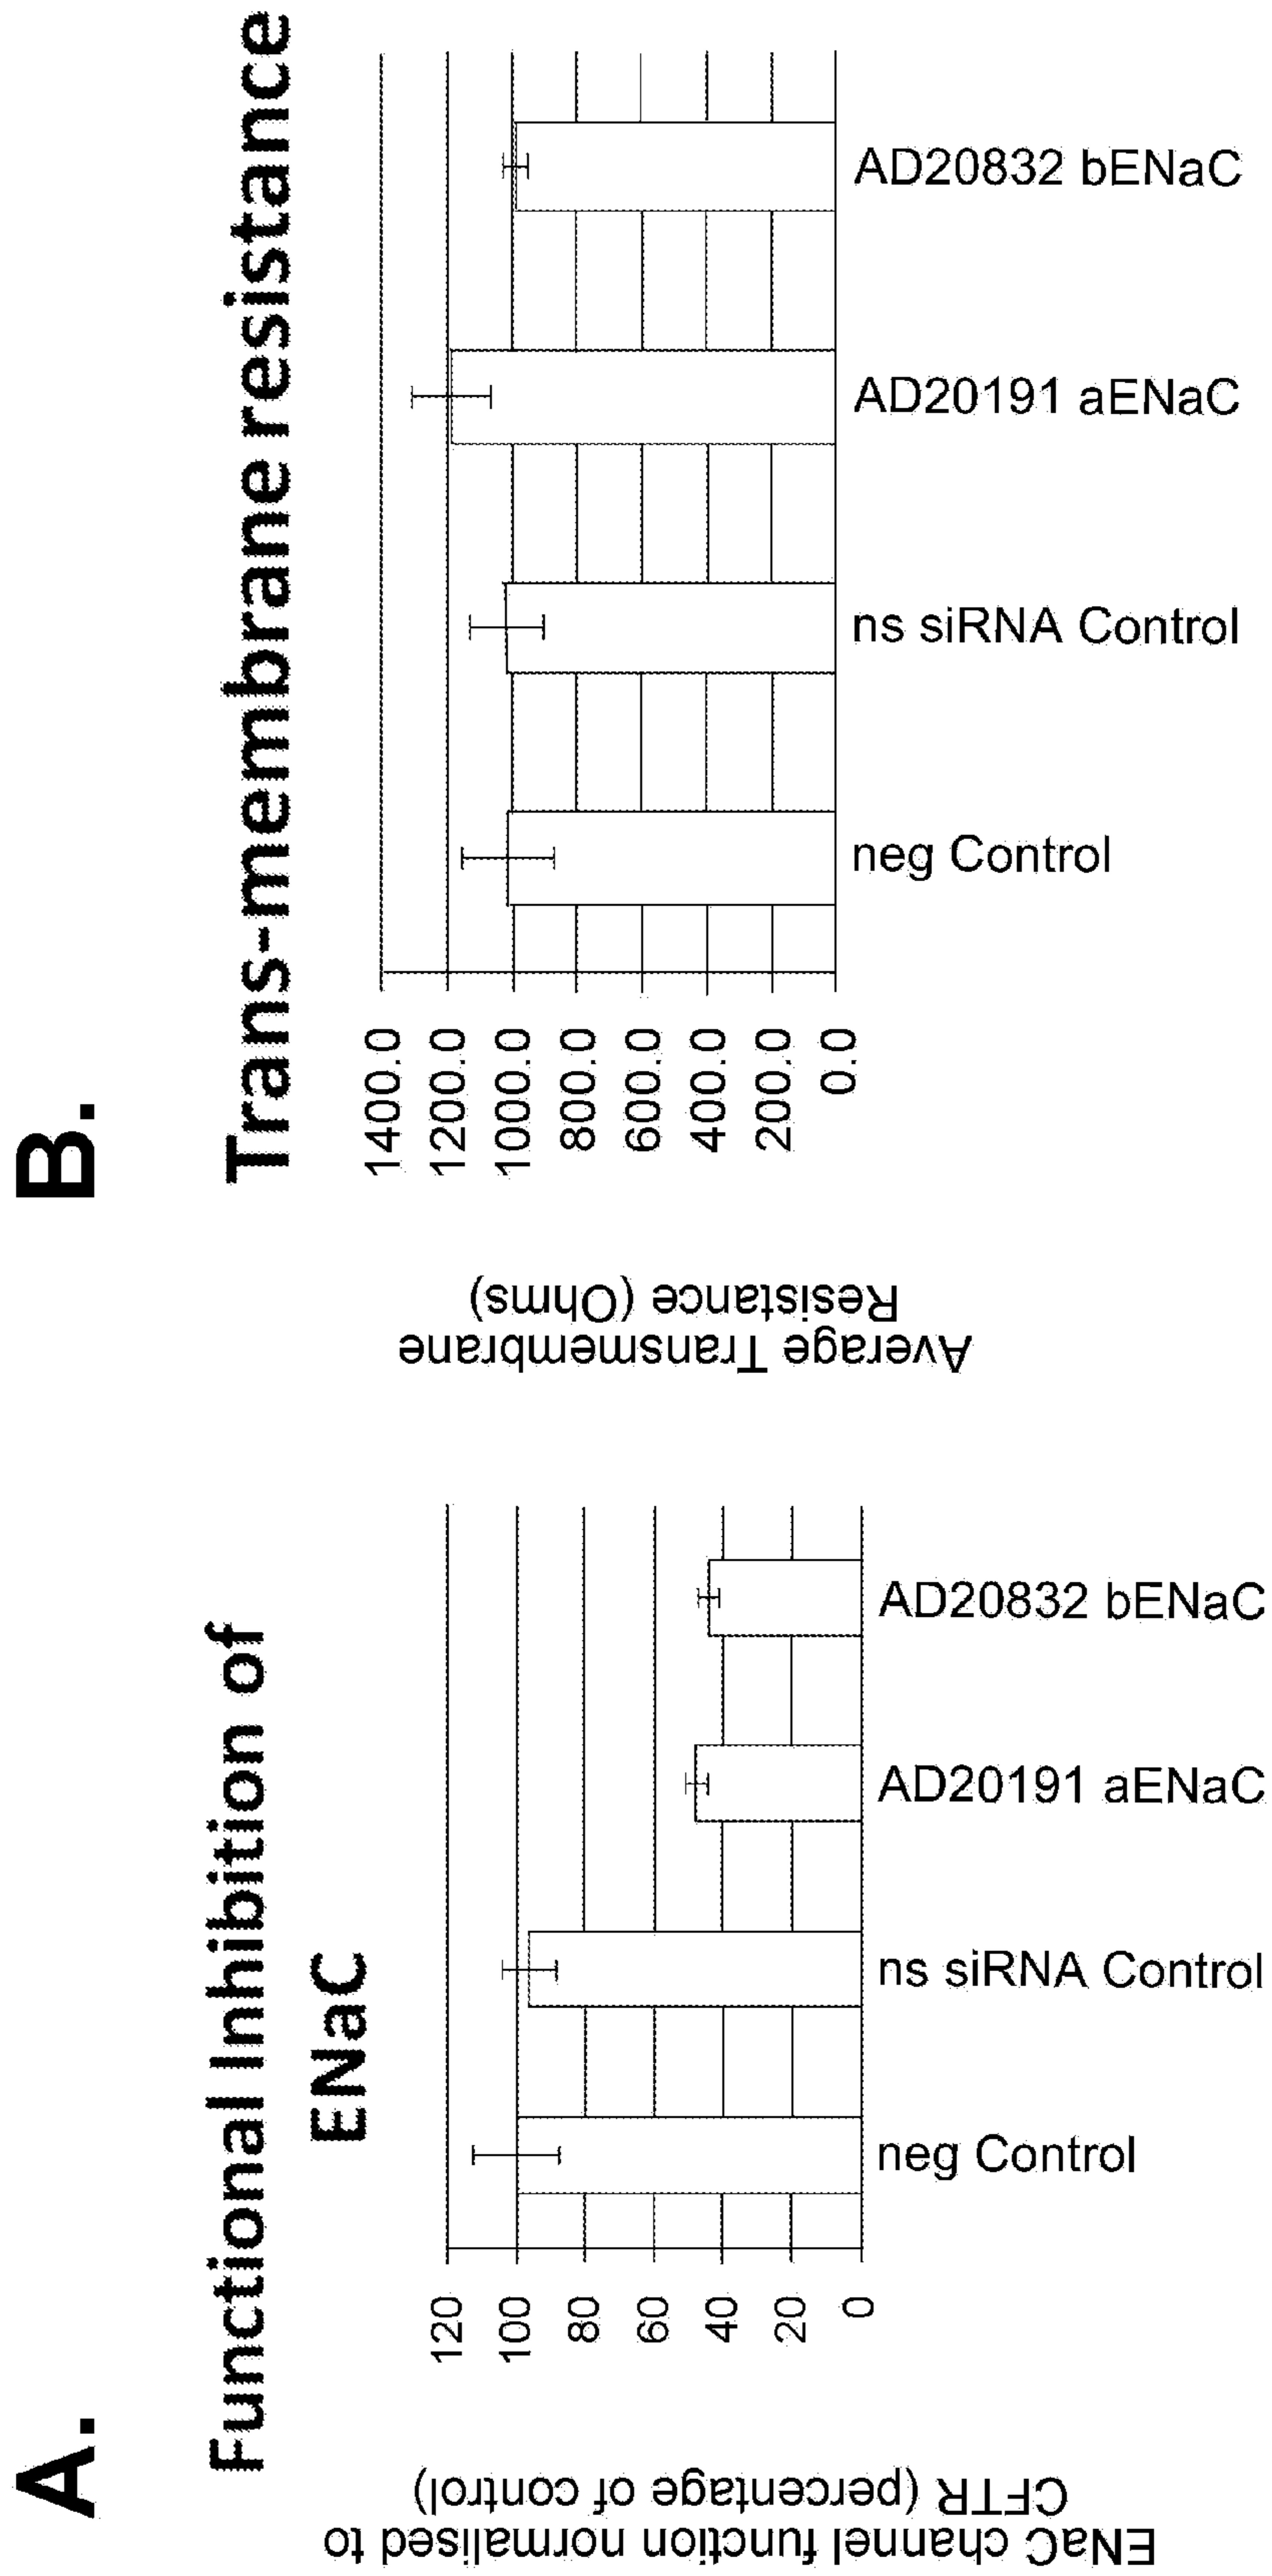 A.
Functional Inhibition of
ENaC
ENaC channel function normalised to
CFTR (percentage of control)
120
100
80
60
40
20
0
neg Control
ns siRNA Control
AD20191 aENaC
AD20832 bENaC
B.
Trans-membrane resistance
Average Transmembrane
Resistance (Ohms)
1400.0
1200.0
1000.0
800.0
600.0
400.0
200.0
0.0
neg Control
ns siRNA Control
AD20191 aENaC
AD20832 bENaC